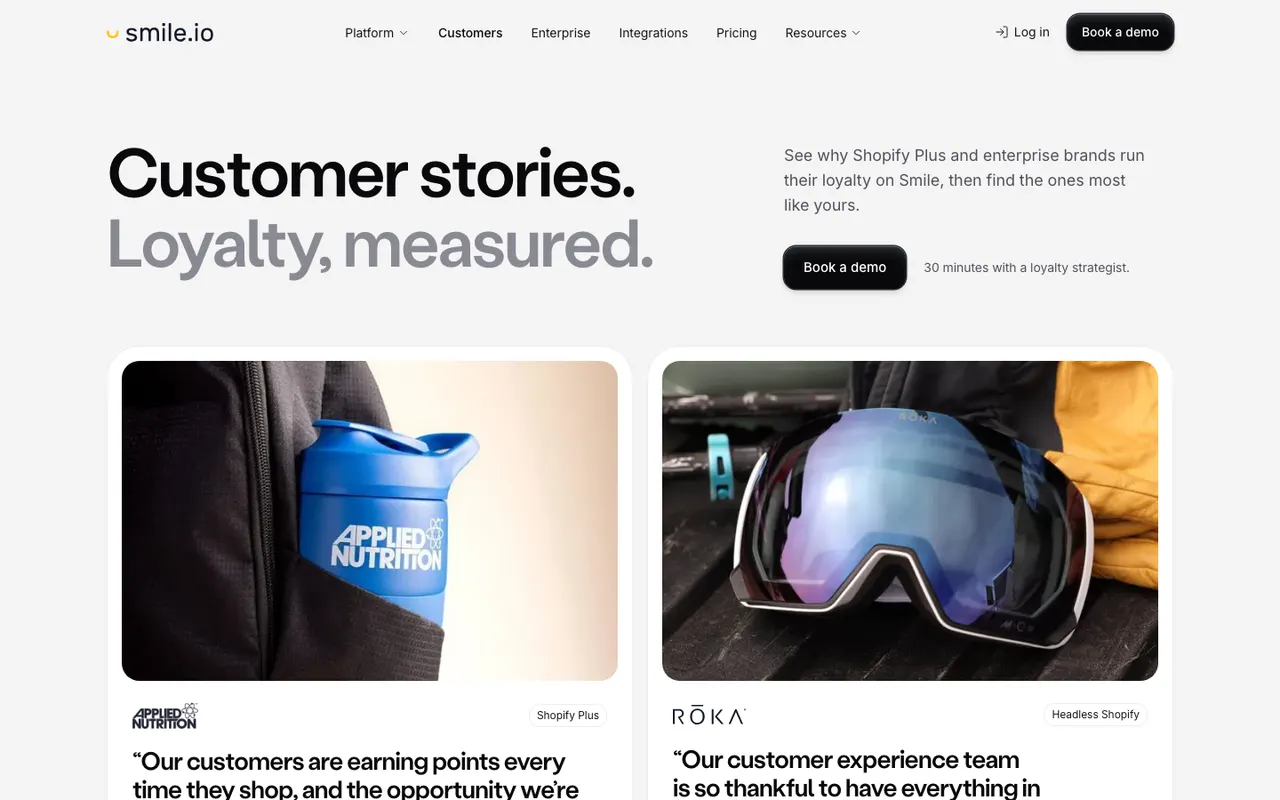 smile.io
Platform
Customers
Enterprise
Integrations
Pricing
Resources
Log in
Book a demo
Customer stories.
Loyalty, measured.
See why Shopify Plus and enterprise brands run
their loyalty on Smile, then find the ones most
like yours.
Book a demo
30 minutes with a loyalty strategist.
APPLIED
NUTRITION
ROKA
APPLIED
NUTRITION
Shopify Plus
RŌKA
Headless Shopify
“Our customers are earning points every
time they shop, and the opportunity we’re
“Our customer experience team
is so thankful to have everything in